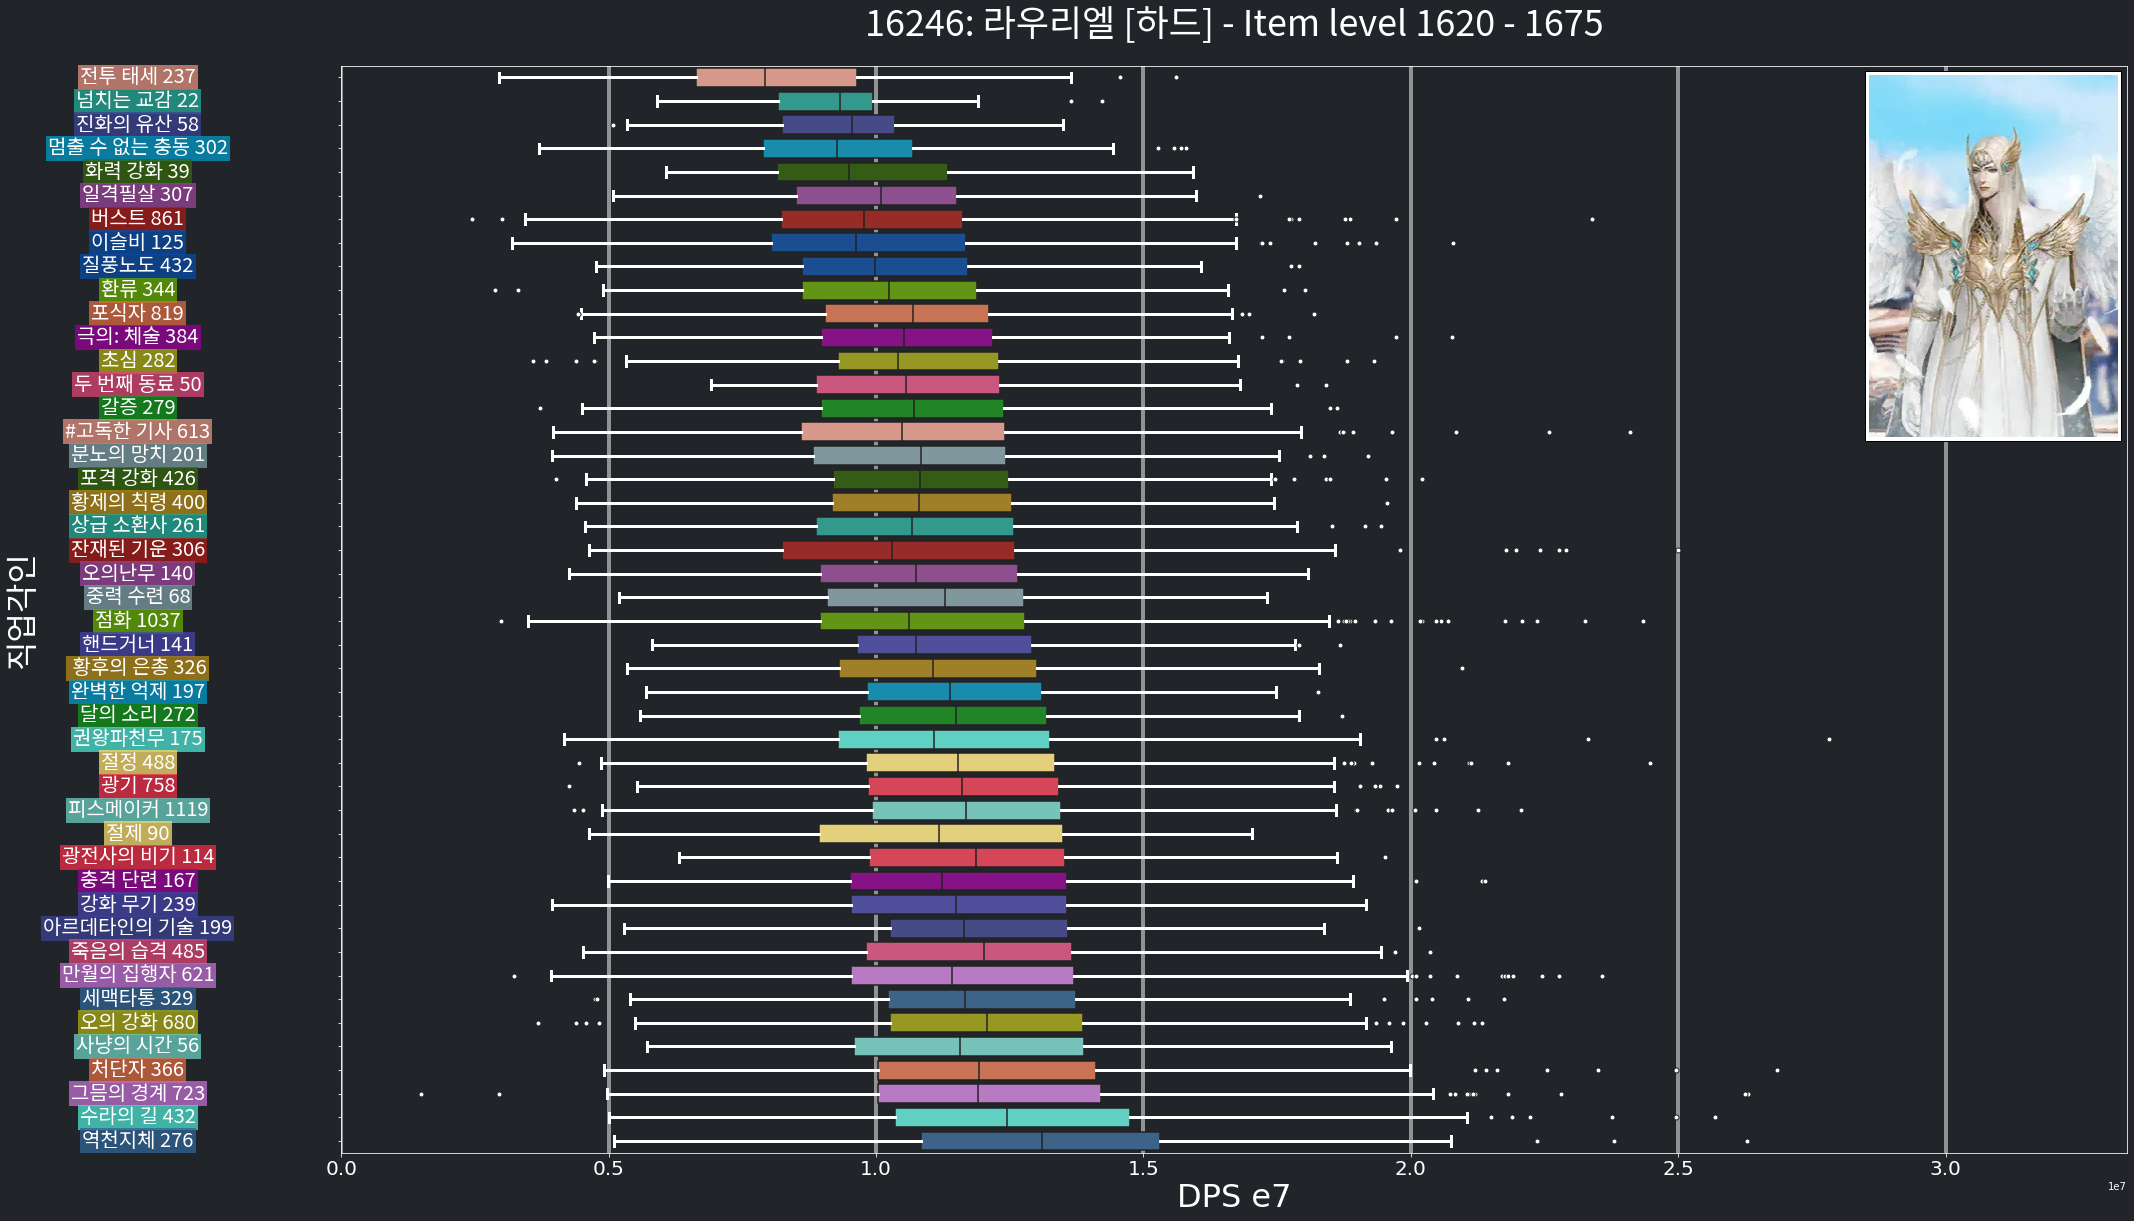 16246: 라우리엘 [하드] - Item level 1620 - 1675
전투 태세 237
넘치는 교감 22
진화의 유산 58
멈출 수 없는 충동 302
화력 강화 39
일격필살 307
버스트 861
이슬비 125
질풍노도 432
환류 344
포식자 819
극의: 체술 384
초심 282
두 번째 동료 50
갈증 279
#고독한 기사 613
분노의 망치 201
포격 강화 426
황제의 칙령 400
상급 소환사 261
잔재된 기운 306
오의난무 140
중력 수련 68
점화 1037
핸드거너 141
황후의 은총 326
완벽한 억제 197
달의 소리 272
권왕파천무 175
절정 488
광기 758
피스메이커 1119
절제 90
광전사의 비기 114
충격 단련 167
강화 무기 239
아르데타인의 기술 199
죽음의 습격 485
만월의 집행자 621
세맥타통 329
오의 강화 680
사냥의 시간 56
처단자 366
그믐의 경계 723
수라의 길 432
역천지체 276
직업각인
0.0 0.5 1.0 1.5 2.0 2.5 3.0
DPS e7
1e7